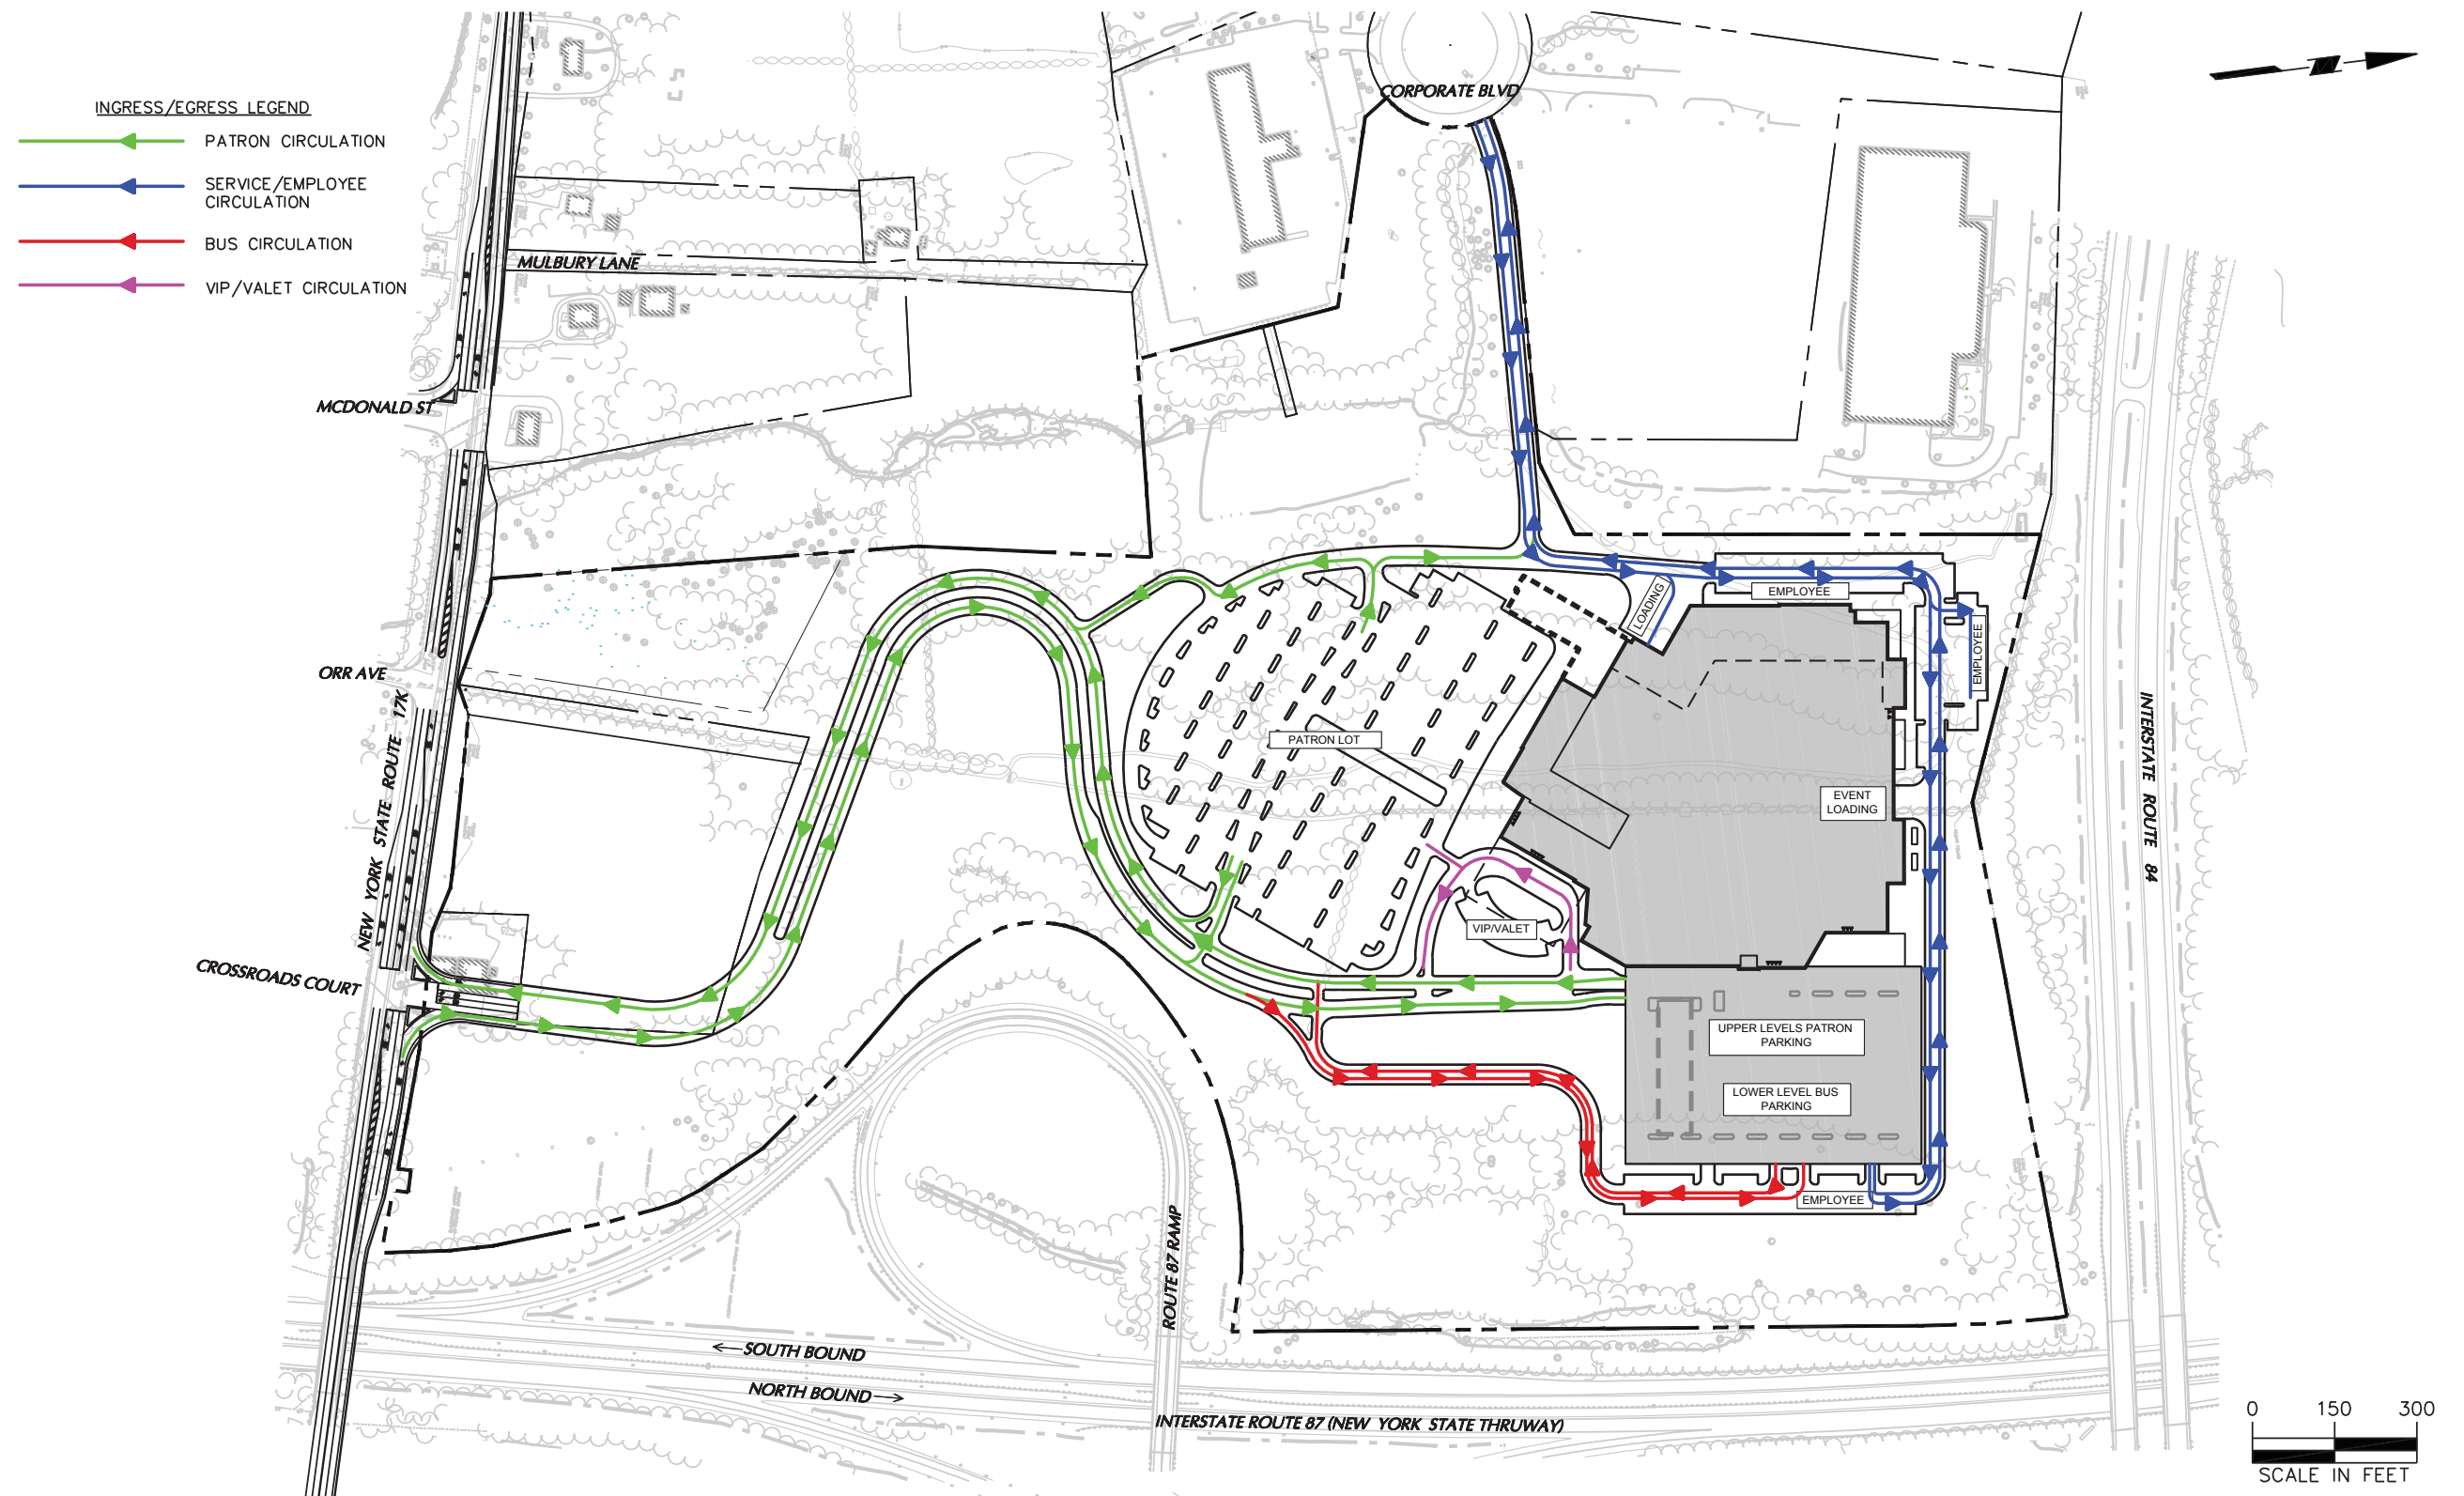 INGRESS/EGRESS LEGEND
PATRON CIRCULATION
SERVICE/EMPLOYEE
CIRCULATION
BUS CIRCULATION
VIP/VALET CIRCULATION
CORPORATE BLVD
MULBURY LANE
MCDONALD ST
ORR AVE
NEW YORK STATE ROUTE 17K
CROSSROADS COURT
LOADING
EMPLOYEE
EMPLOYEE
PATRON LOT
EVENT
LOADING
VIP/VALET
UPPER LEVELS PATRON
PARKING
LOWER LEVEL BUS
PARKING
EMPLOYEE
INTERSTATE ROUTE 84
ROUTE 87 RAMP
SOUTH BOUND
NORTH BOUND
INTERSTATE ROUTE 87 (NEW YORK STATE THRUWAY)
0 150 300
SCALE IN FEET